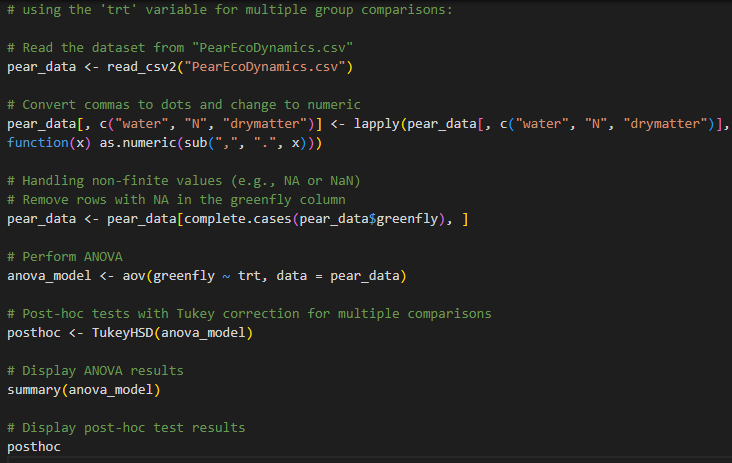 # using the 'trt' variable for multiple group comparisons:
# Read the dataset from "PearEcoDynamics.csv"
pear_data <- read_csv2("PearEcoDynamics.csv")
# Convert commas to dots and change to numeric
pear_data[, c("water", "N", "drymatter")] <- lapply(pear_data[, c("water", "N", "drymatter")],
function(x) as.numeric(sub(",", ".", x)))
# Handling non-finite values (e.g., NA or NaN)
# Remove rows with NA in the greenfly column
pear_data <- pear_data[complete.cases(pear_data$greenfly), ]
# Perform ANOVA
anova_model <- aov(greenfly ~ trt, data = pear_data)
# Post-hoc tests with Tukey correction for multiple comparisons
posthoc <- TukeyHSD(anova_model)
# Display ANOVA results
summary(anova_model)
# Display post-hoc test results
posthoc